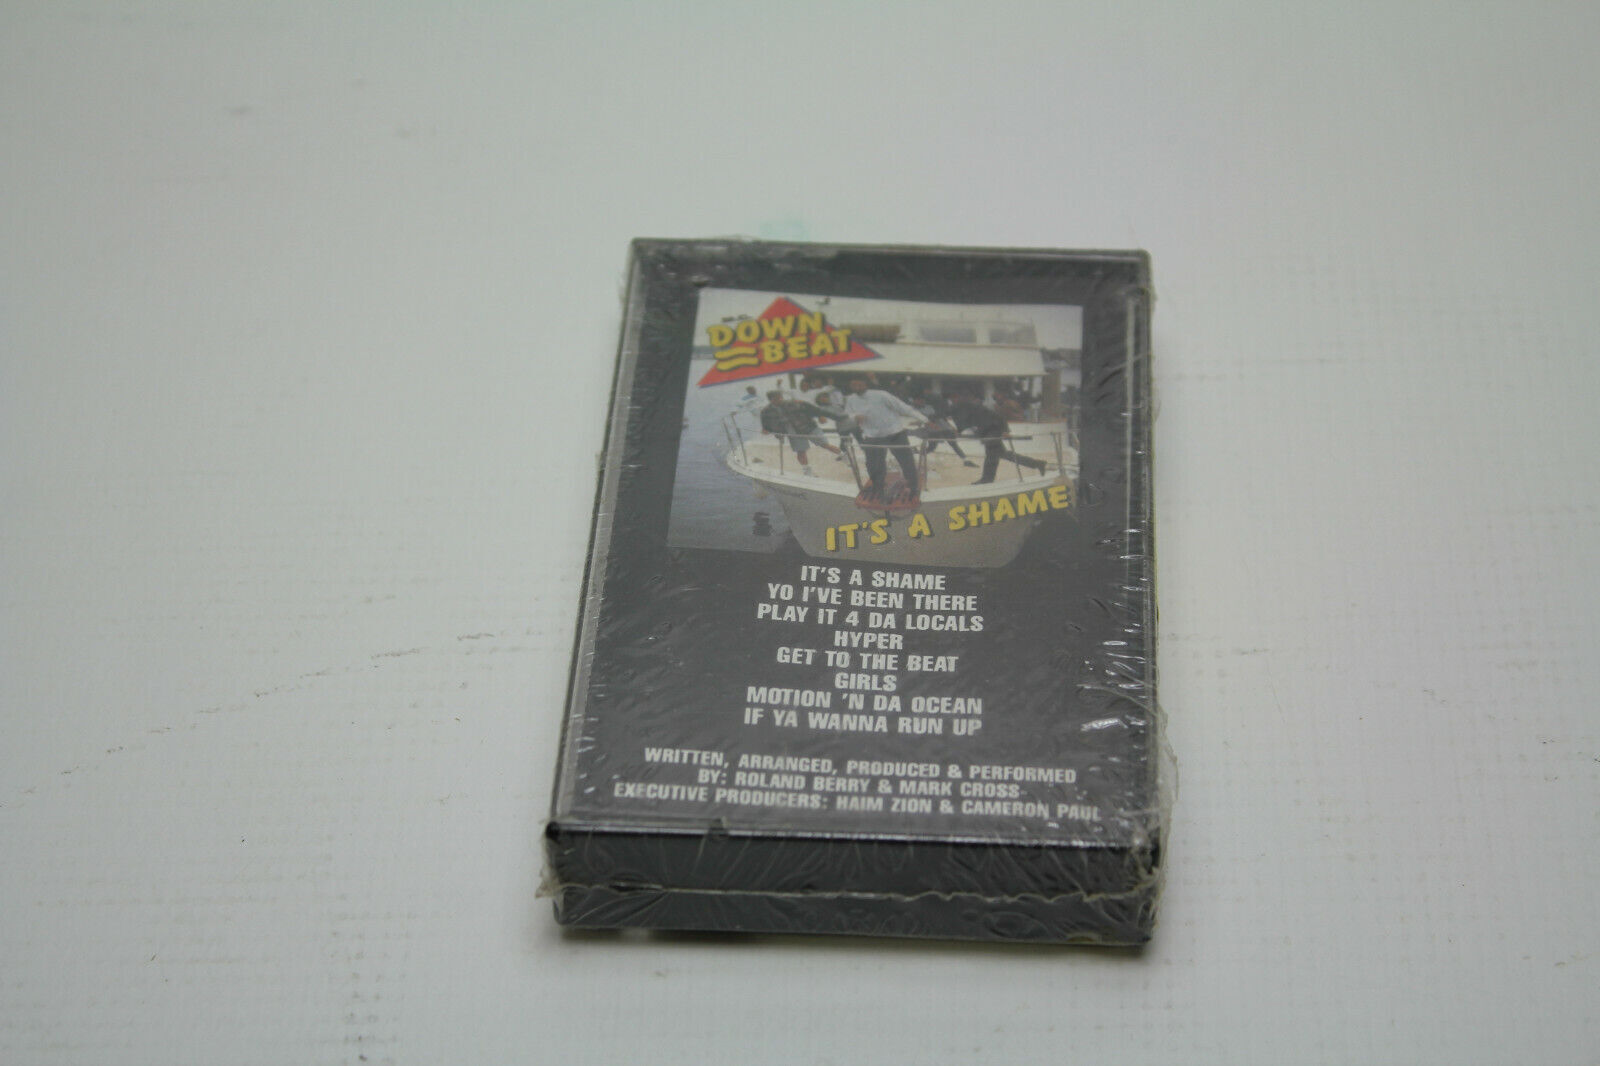 M.C.
DOWN
BEAT
IT'S A SHAME
IT'S A SHAME
YO I'VE BEEN THERE
PLAY IT 4 DA LOCALS
HYPER
GET TO THE BEAT
GIRLS
MOTION 'N DA OCEAN
IF YA WANNA RUN UP
WRITTEN, ARRANGED, PRODUCED & PERFORMED
BY: ROLAND BERRY & MARK CROSS
EXECUTIVE PRODUCERS: HAIM ZION & CAMERON PAUL